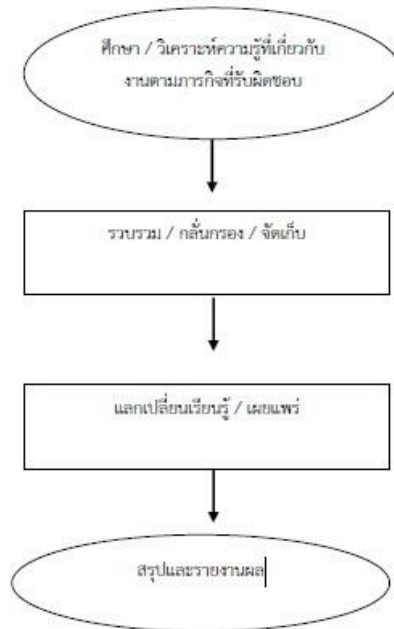 ศึกษา / วิเคราะห์ความรู้ที่เกี่ยวกับ
งานตามภารกิจที่รับผิดชอบ
รวบรวม / กลั่นกรอง / จัดเก็บ
แลกเปลี่ยนเรียนรู้ / เผยแพร่
สรุปและรายงานผล